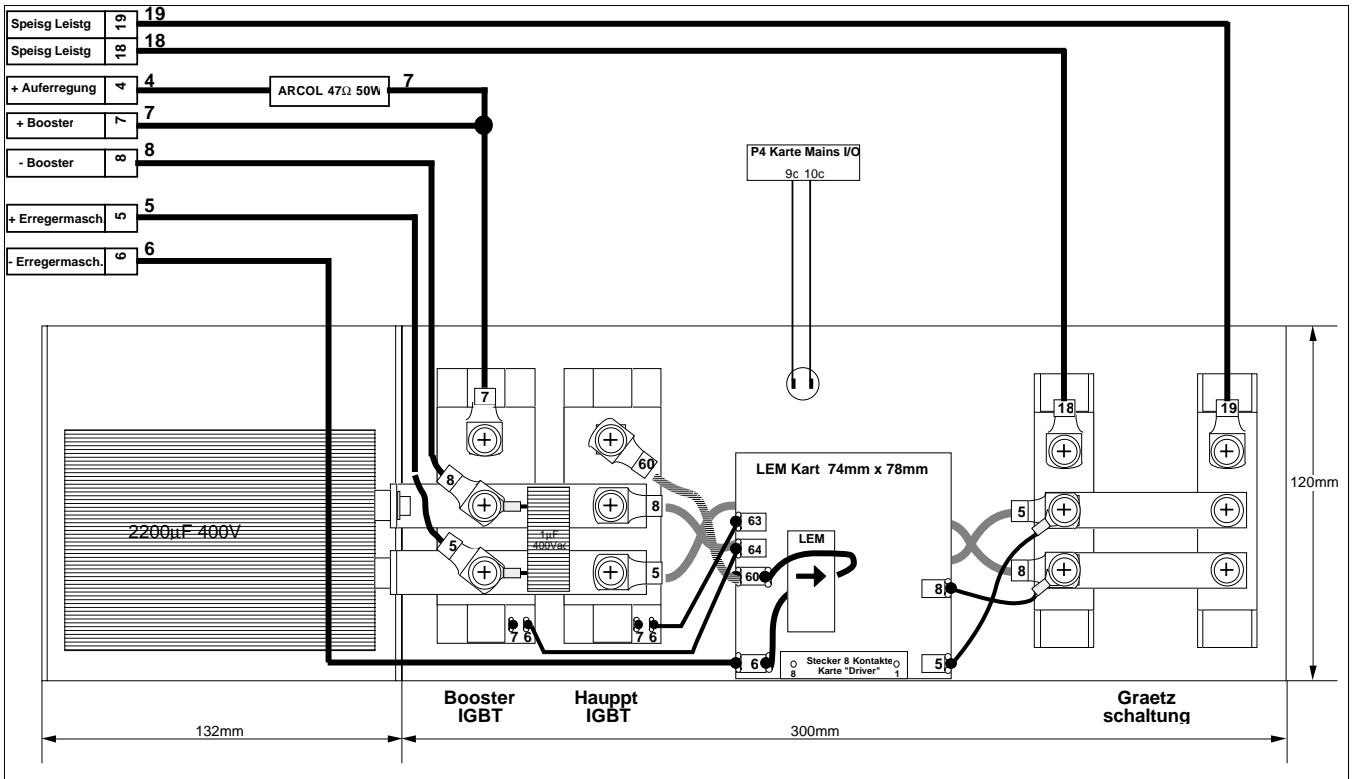 Speisg Leistg 19 19
Speisg Leistg 18 18
+ Auferregung 4 4 ARCOL 47Ω 50W 7
+ Booster 7 7
- Booster 8 8
+ Erregermasch. 5 5
- Erregermasch. 6 6
P4 Karte Mains I/O
9c 10c
7
18 19
60
LEM Kart 74mm x 78mm
120mm
8
8
5
2200µF 400V
1µF
400Vac
63
LEM
5
64
5
60
8
8
7 6
7 6
6
Stecker 8 Kontakte
Karte "Driver"
8
1
5
Booster
IGBT
Hauppt
IGBT
Graetz
schaltung
132mm
300mm